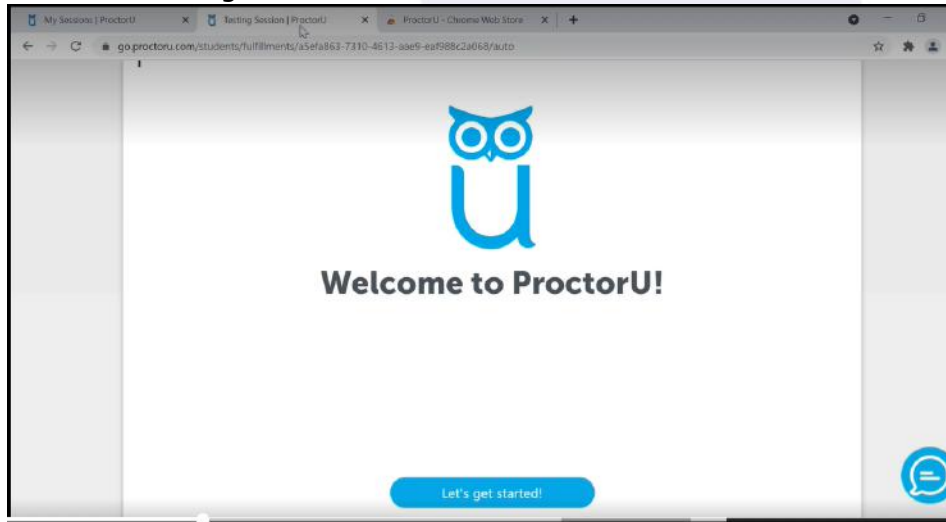 My Sessions | ProctorU
Testing Session | ProctorU
ProctorU - Chrome Web Store
go.proctoru.com/students/fulfillments/a5efa863-7310-4613-aae9-eaf988c2a068/auto
u
Welcome to ProctorU!
Let's get started!